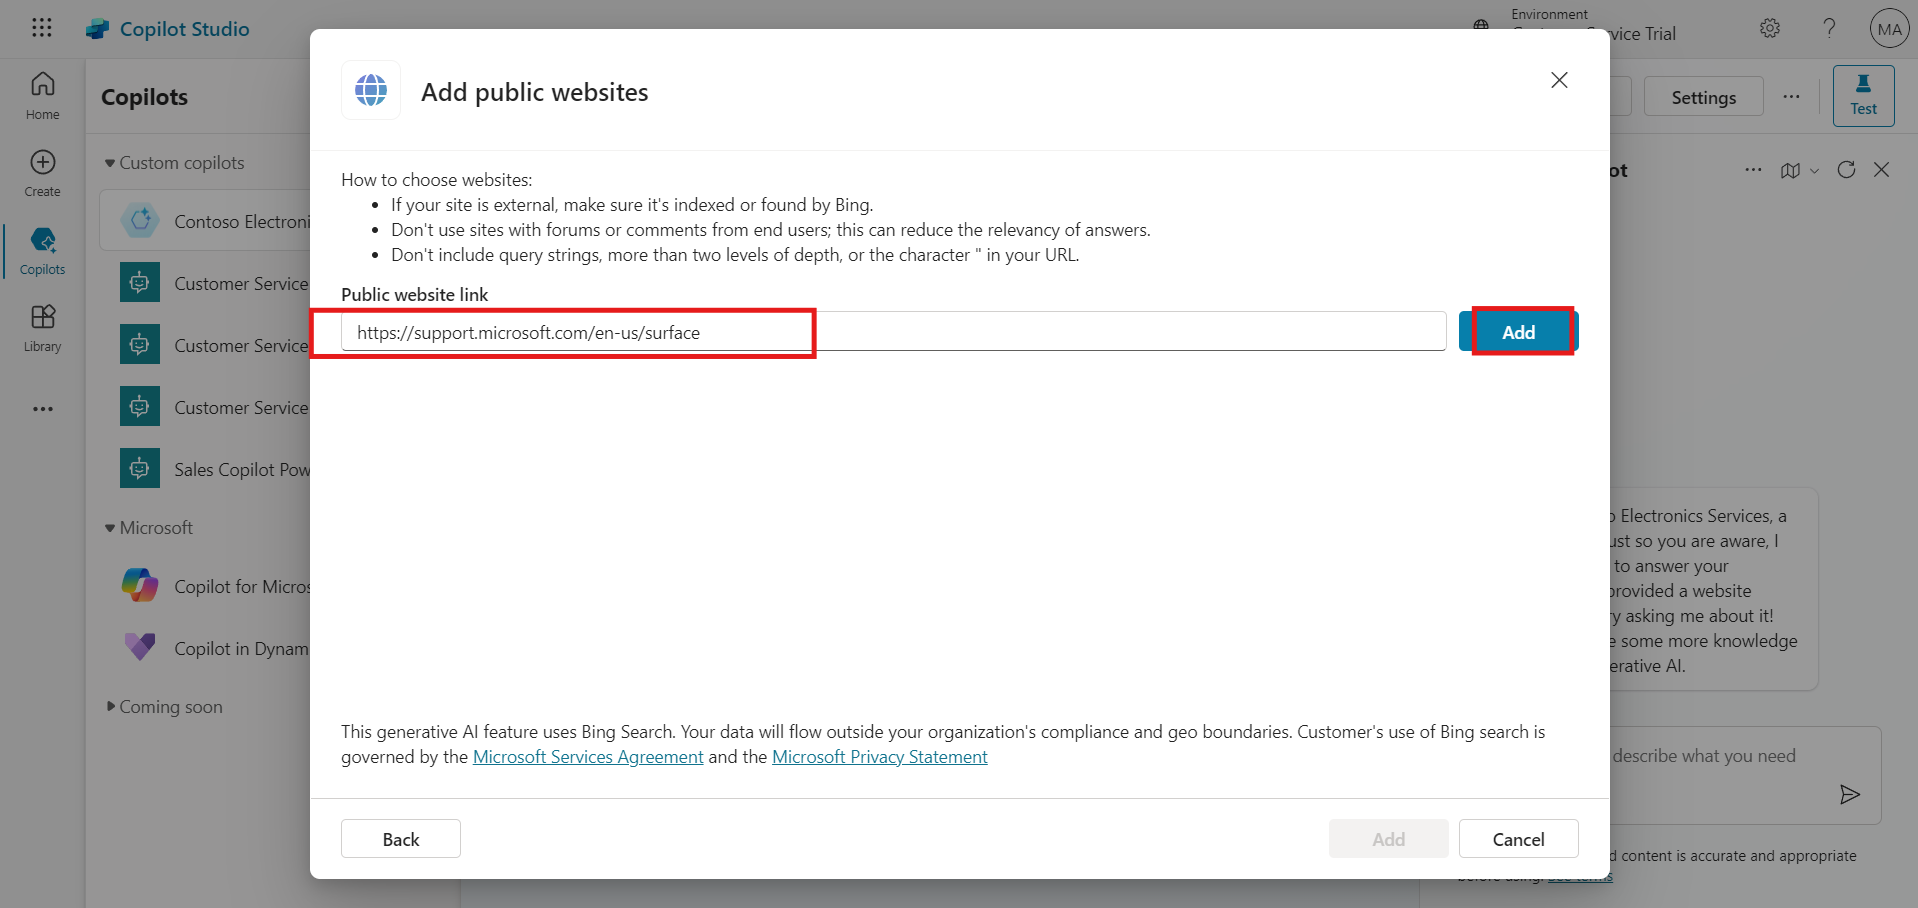 Copilot Studio
Environment
vice Trial
MA
Home
Create
Copilots
Library
Copilots
Custom copilots
Contoso Electroni
Customer Service
Customer Service
Customer Service
Sales Copilot Pow
Microsoft
Copilot for Micros
Copilot in Dynam
Coming soon
Add public websites
How to choose websites:
• If your site is external, make sure it's indexed or found by Bing.
• Don't use sites with forums or comments from end users; this can reduce the relevancy of answers.
• Don't include query strings, more than two levels of depth, or the character " in your URL.
Public website link
https://support.microsoft.com/en-us/surface
Add
This generative AI feature uses Bing Search. Your data will flow outside your organization's compliance and geo boundaries. Customer's use of Bing search is
governed by the Microsoft Services Agreement and the Microsoft Privacy Statement
Back
Add
Cancel
Settings
Test
ot
Electronics Services, a
ust so you are aware, I
to answer your
provided a website
ry asking me about it!
e some more knowledge
erative AI.
describe what you need
d content is accurate and appropriate
before using. See terms